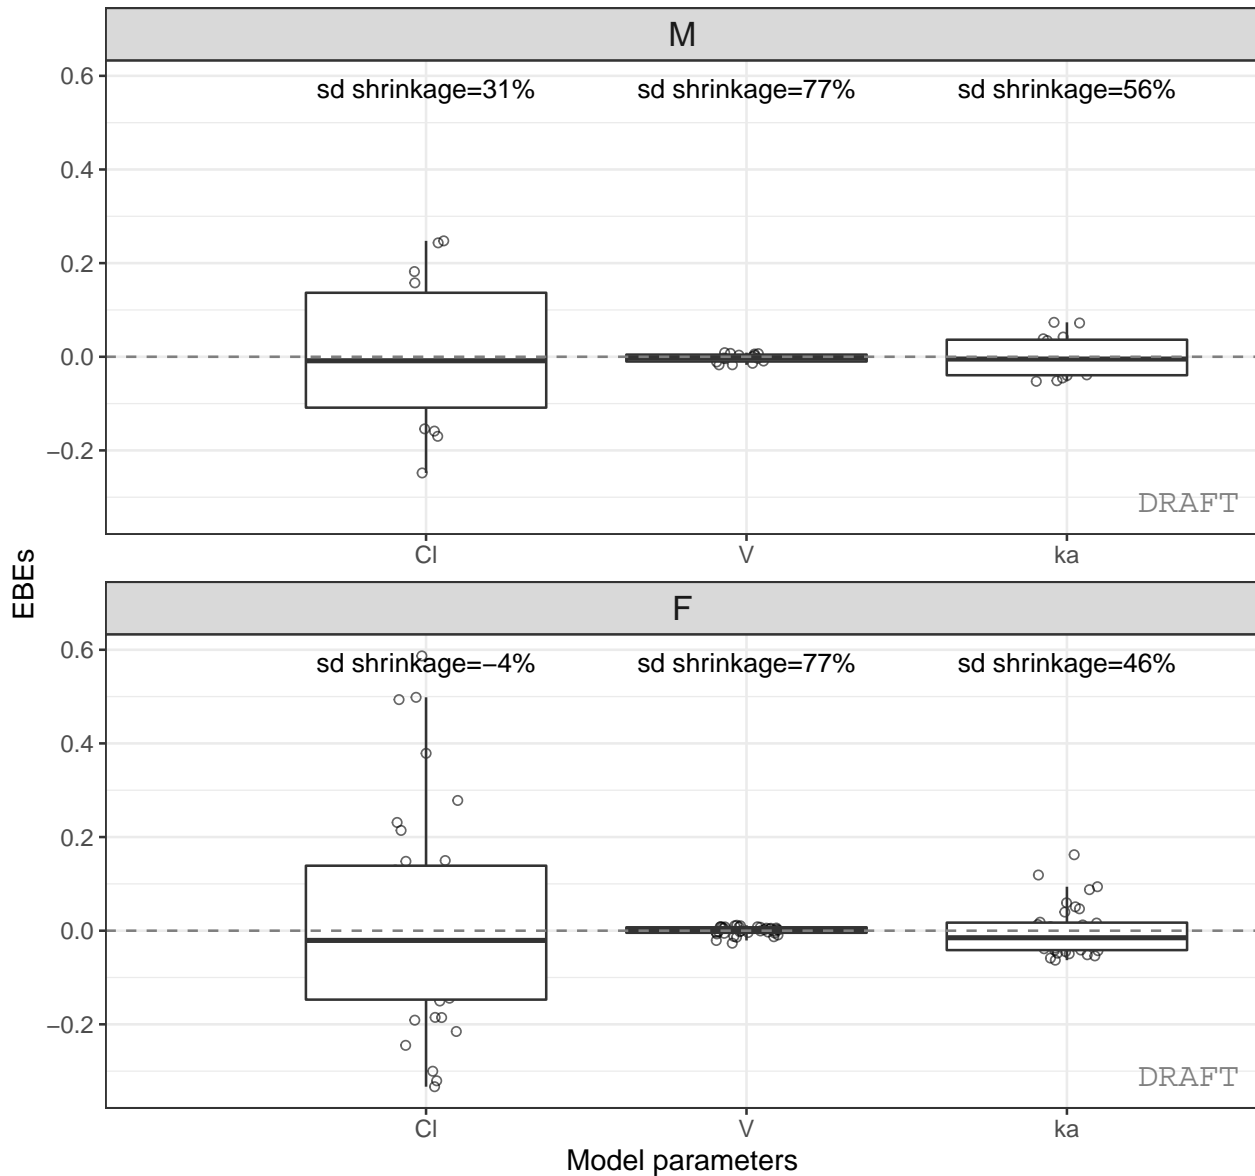 M
0.6
sd shrinkage=31% sd shrinkage=77% sd shrinkage=56%
0.4
0.2
0.0
−0.2
DRAFT
Cl V ka
EBEs
F
0.6
sd shrinkage=−4% sd shrinkage=77% sd shrinkage=46%
0.4
0.2
0.0
−0.2
DRAFT
Cl V ka
Model parameters